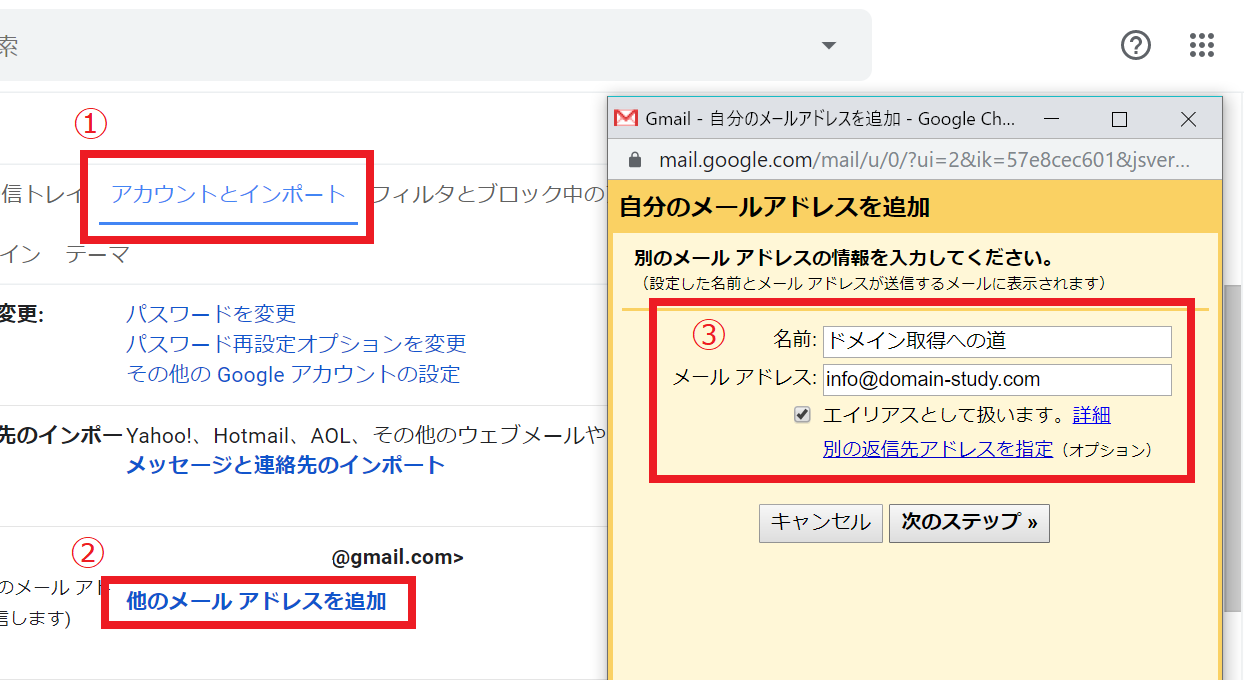 索
①
信トレイ
アカウントとインポート
フィルタとブロック中の
イン テーマ
変更:
パスワードを変更
パスワード再設定オプションを変更
その他の Google アカウントの設定
先のインポー
Yahoo!、Hotmail、AOL、その他のウェブメールや
メッセージと連絡先のインポート
②
@gmail.com>
のメール アド
他のメール アドレスを追加
信します)
Gmail - 自分のメールアドレスを追加 - Google Ch...
mail.google.com/mail/u/0/?ui=2&ik=57e8cec601&jsver...
自分のメールアドレスを追加
別のメール アドレスの情報を入力してください。
（設定した名前とメール アドレスが送信するメールに表示されます）
③
名前: ドメイン取得への道
メール アドレス: info@domain-study.com
エイリアスとして扱います。詳細
別の返信先アドレスを指定（オプション）
キャンセル
次のステップ »